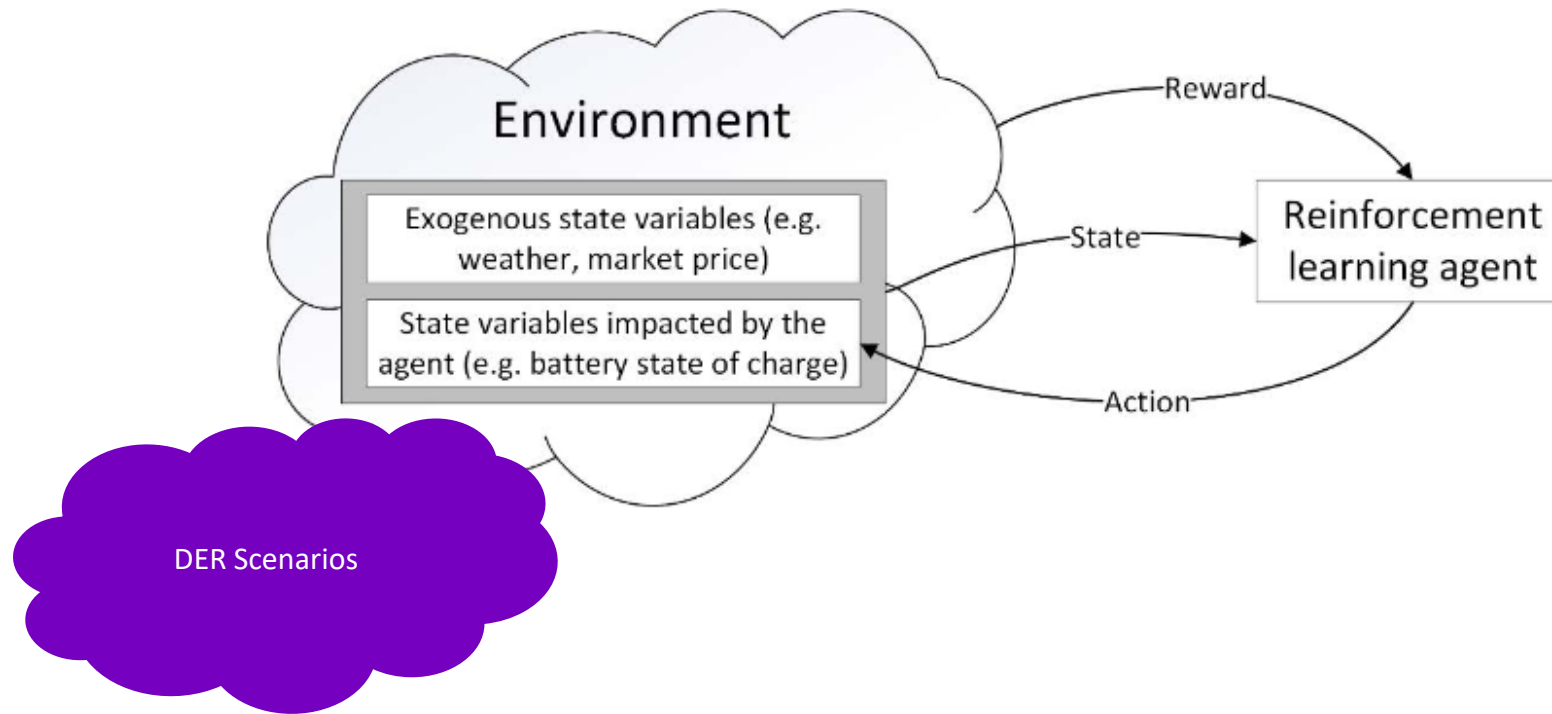 Environment
Exogenous state variables (e.g.
weather, market price)
State variables impacted by the
agent (e.g. battery state of charge)
Reward
State
Action
Reinforcement
learning agent
DER Scenarios